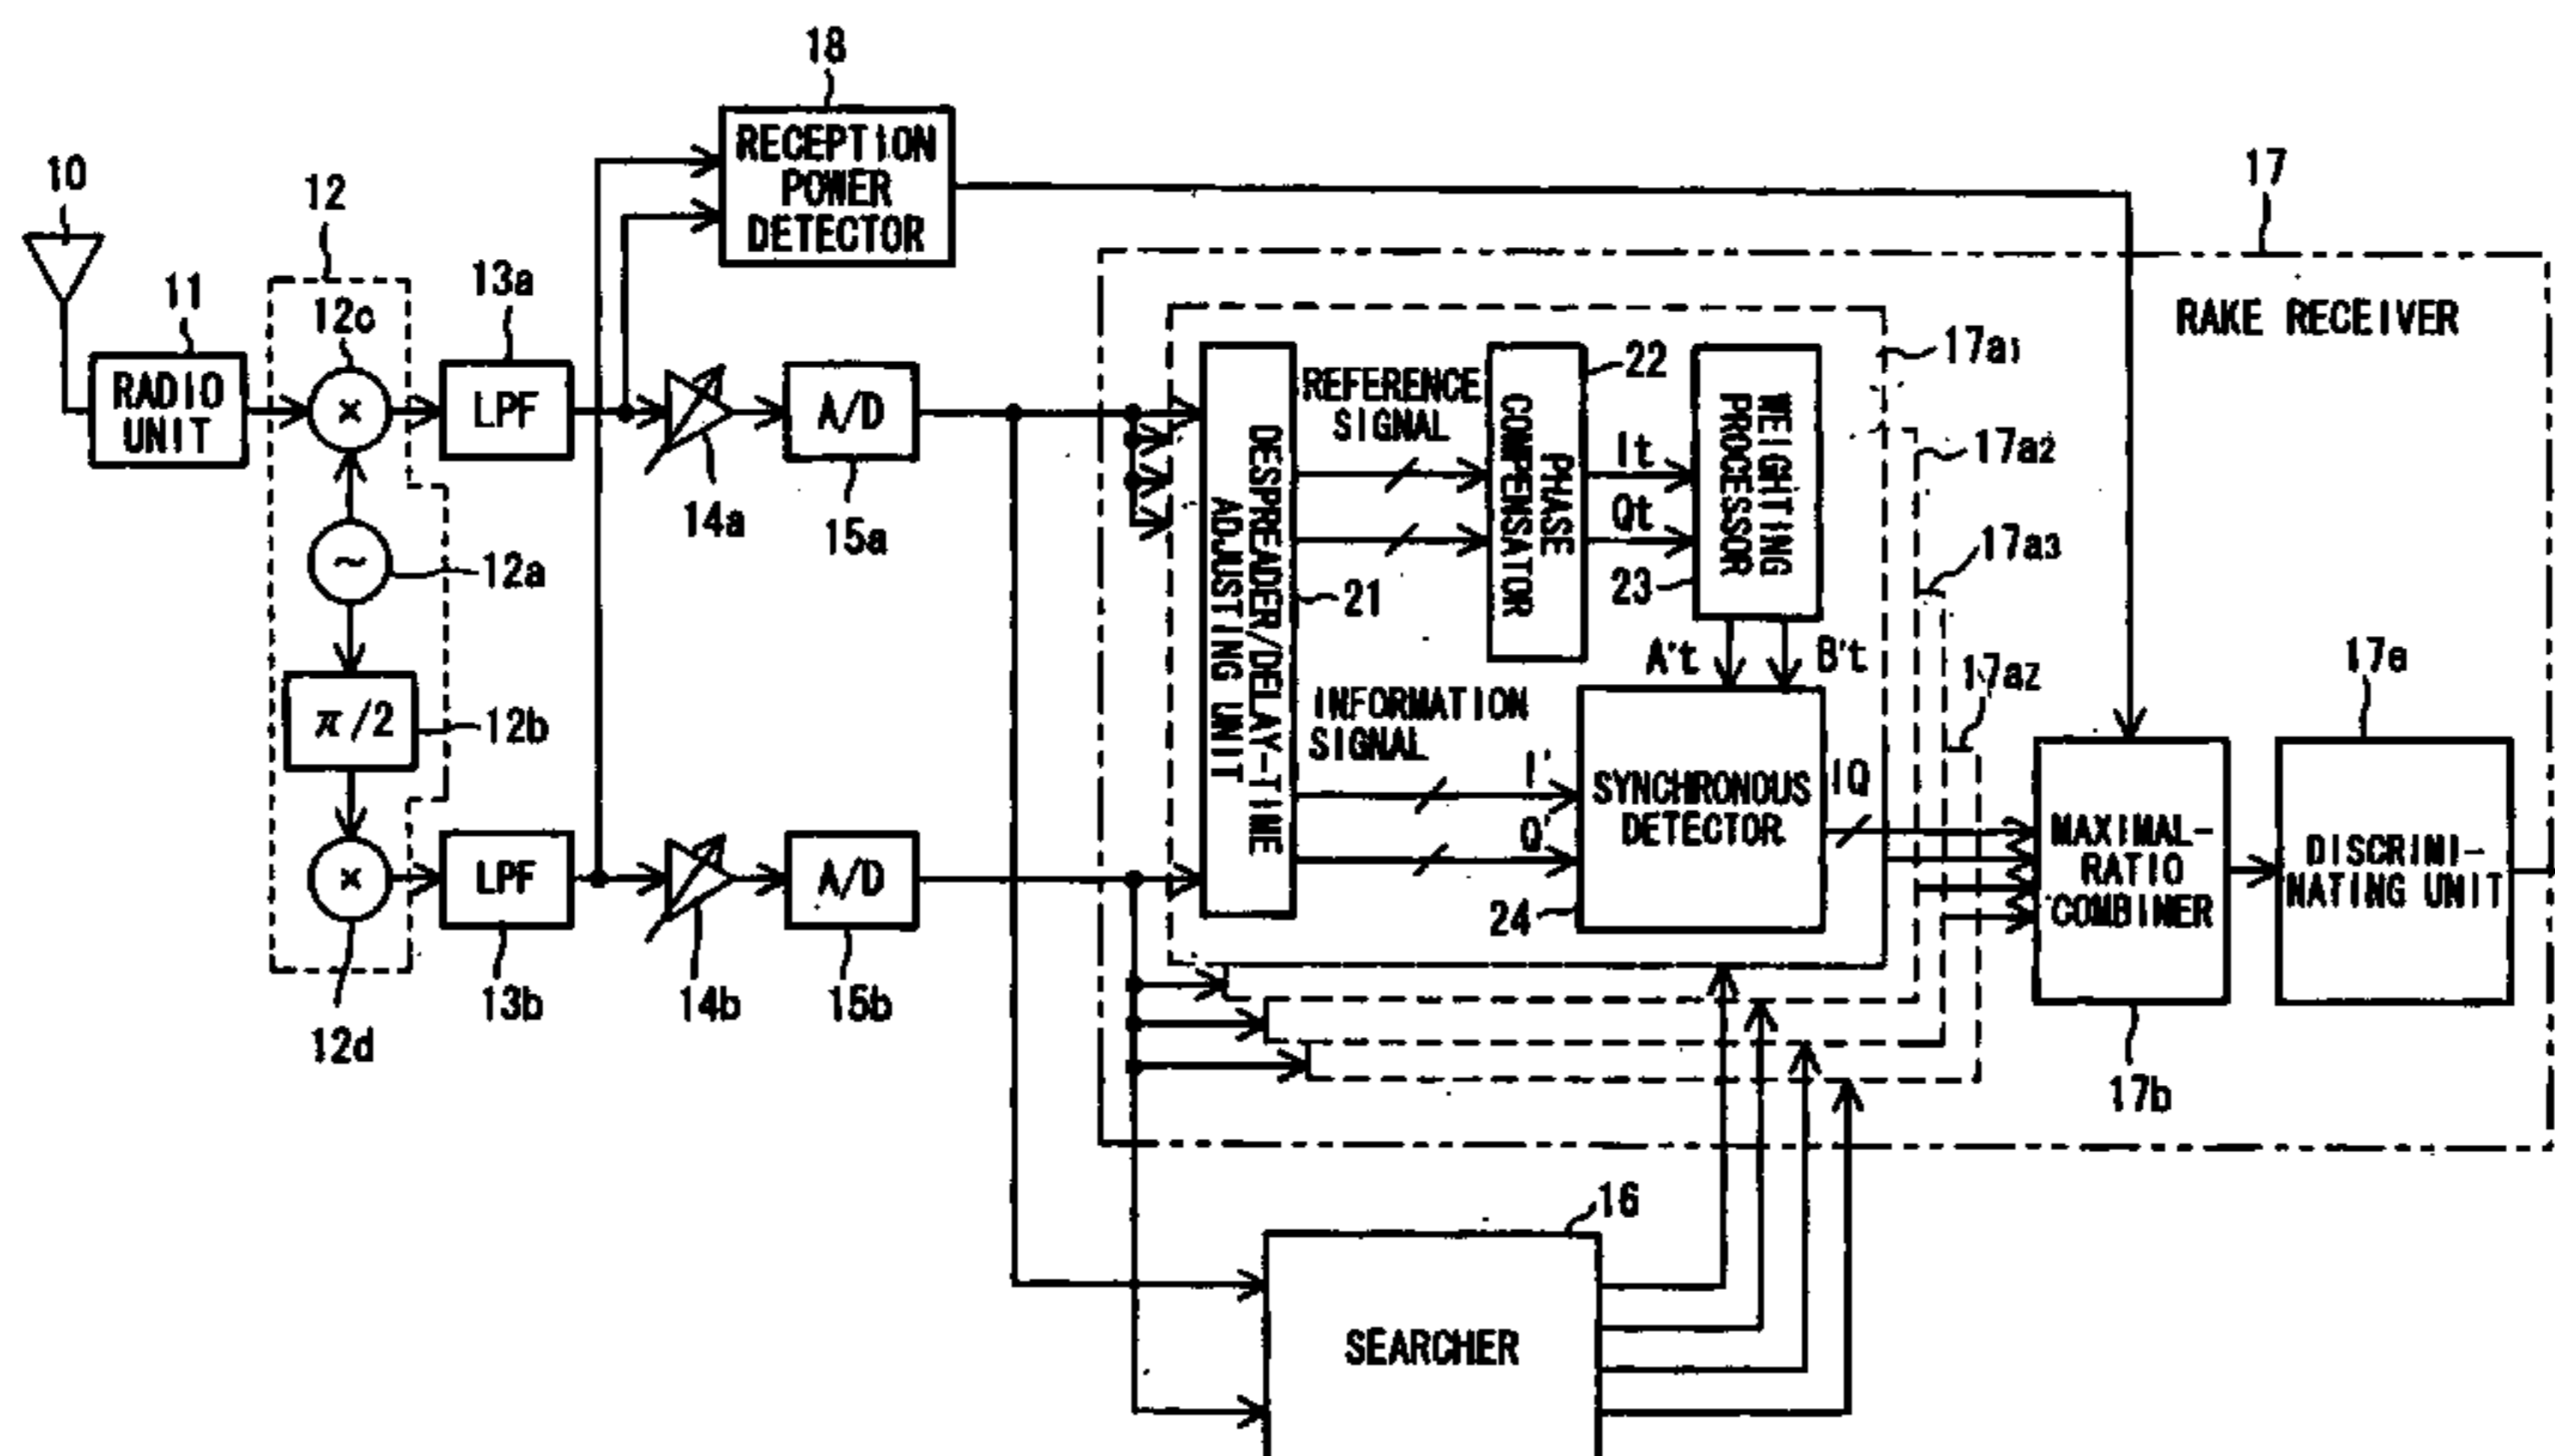 18
RECEPTION
POWER
DETECTOR
10
12
17
11
12c
13a
RAKE RECEIVER
RADIO
UNIT
×
LPF
14a
A/D
15a
REFERENCE
SIGNAL
22
PHASE
COMPENSATOR
It
Qt
WEIGHTING
PROCESSOR
23
17a1
17a2
17a3
17az
~
12a
DESPREADER/DELAY-TIME
ADJUSTING UNIT
21
A't
B't
π/2
12b
INFORMATION
SIGNAL
I'
Q'
SYNCHRONOUS
DETECTOR
24
IQ
17e
MAXIMAL-
RATIO
COMBINER
DISCRIMI-
NATING UNIT
×
LPF
A/D
12d
13b
14b
15b
17b
16
SEARCHER